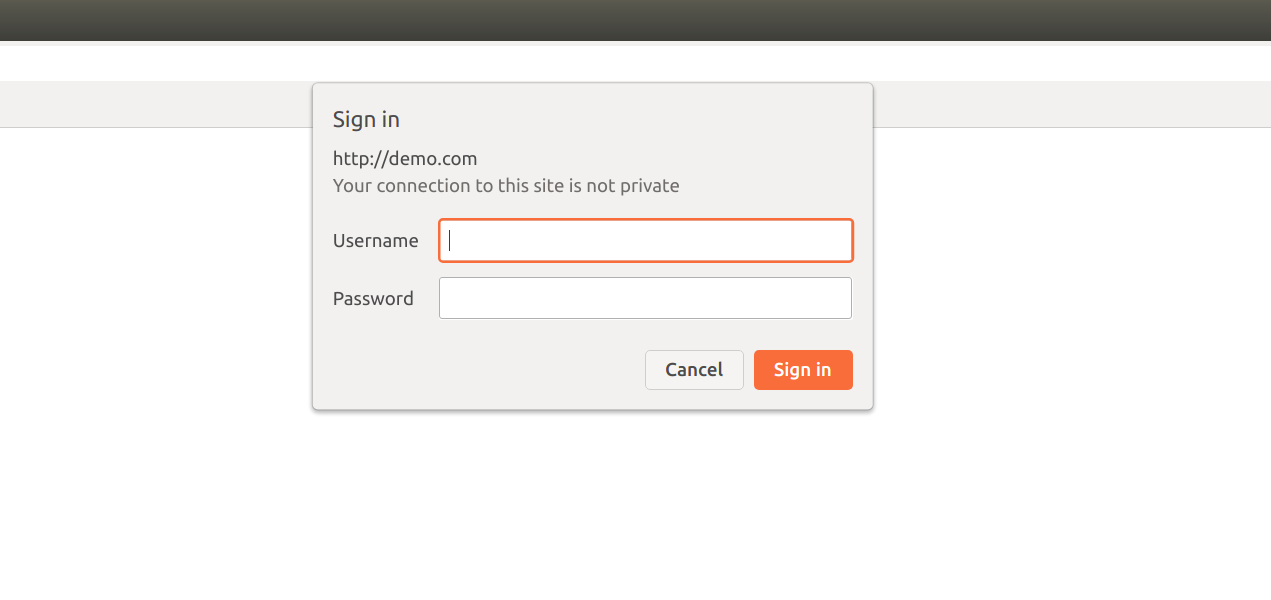 Sign in
http://demo.com
Your connection to this site is not private
Username
Password
Cancel Sign in